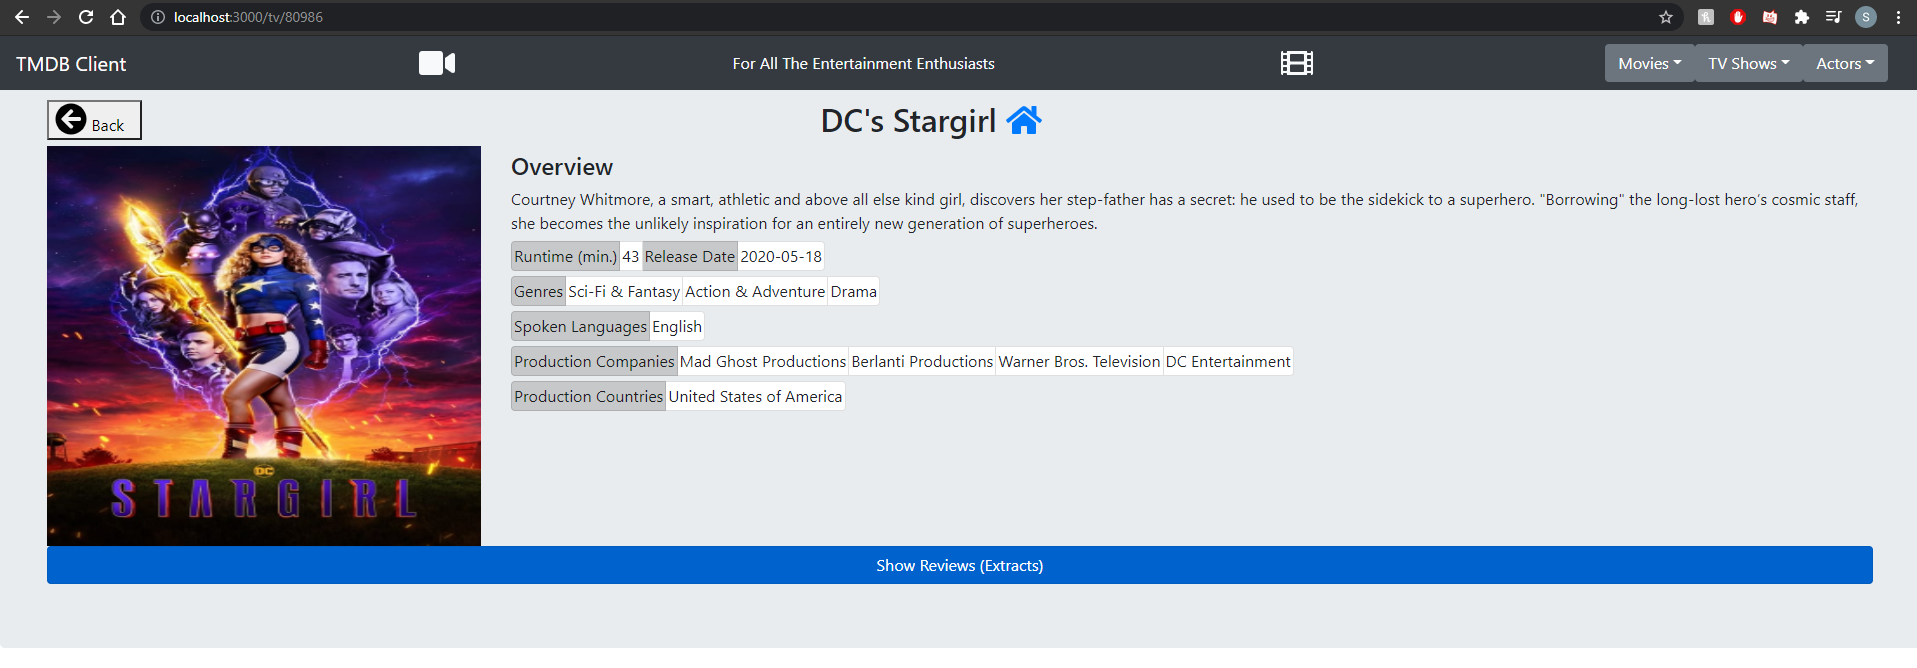 localhost:3000/tv/80986
S
TMDB Client
For All The Entertainment Enthusiasts
Movies TV Shows Actors
Back
DC's Stargirl
Overview
Courtney Whitmore, a smart, athletic and above all else kind girl, discovers her step-father has a secret: he used to be the sidekick to a superhero. "Borrowing" the long-lost hero’s cosmic staff,
she becomes the unlikely inspiration for an entirely new generation of superheroes.
Runtime (min.) 43 Release Date 2020-05-18
Genres Sci-Fi & Fantasy Action & Adventure Drama
Spoken Languages English
Production Companies Mad Ghost Productions Berlanti Productions Warner Bros. Television DC Entertainment
Production Countries United States of America
DC
STARGIRL
Show Reviews (Extracts)